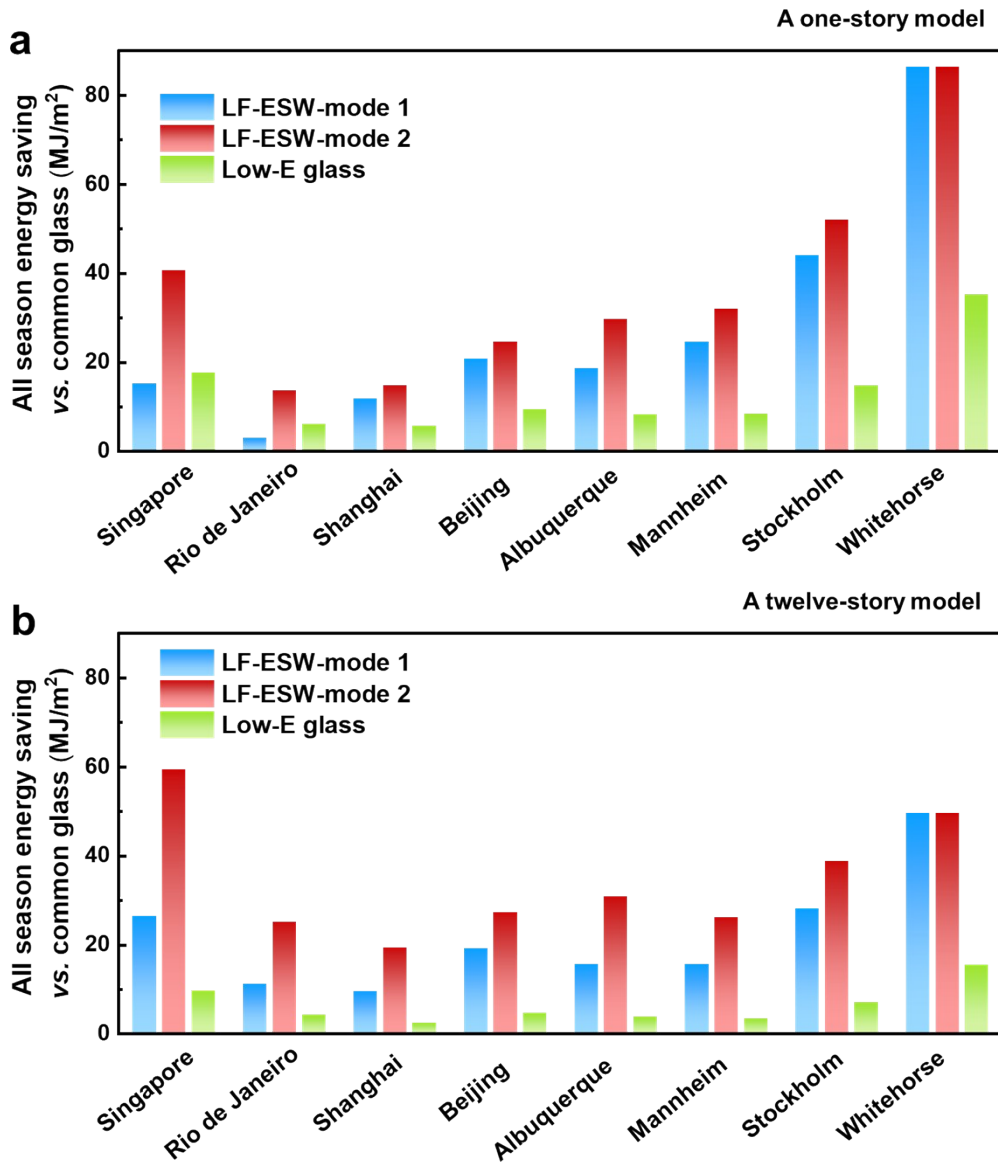 a
A one-story model
All season energy saving
vs. common glass (MJ/m²)
80
60
40
20
0
LF-ESW-mode 1
LF-ESW-mode 2
Low-E glass
Singapore
Rio de Janeiro
Shanghai
Beijing
Albuquerque
Mannheim
Stockholm
Whitehorse
b
A twelve-story model
All season energy saving
vs. common glass (MJ/m²)
80
60
40
20
0
LF-ESW-mode 1
LF-ESW-mode 2
Low-E glass
Singapore
Rio de Janeiro
Shanghai
Beijing
Albuquerque
Mannheim
Stockholm
Whitehorse